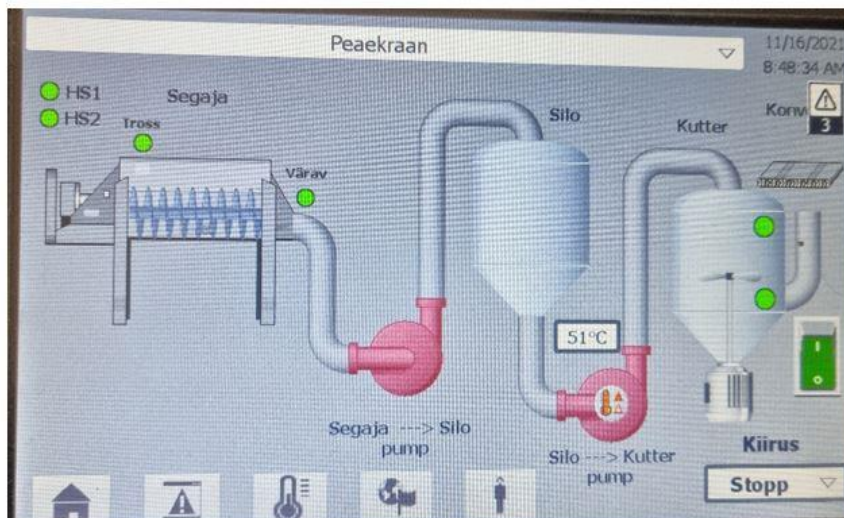 Peaekraan
11/16/2021
8:48:34 AM
HS1
HS2
Segaja
Tross
Värav
Silo
Kutter
3
51°C
Segaja ---> Silo
pump
Silo ---> Kutter
pump
Kiirus
Stopp